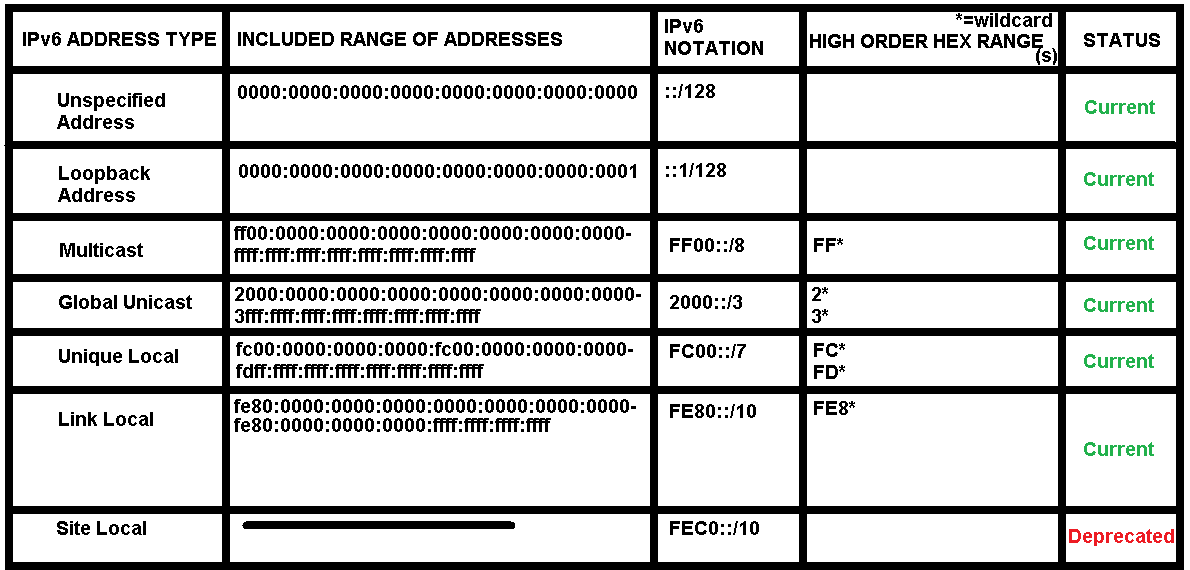 IPv6 ADDRESS TYPE
INCLUDED RANGE OF ADDRESSES
IPv6
NOTATION
*=wildcard
HIGH ORDER HEX RANGE
(s)
STATUS
Unspecified
Address
0000:0000:0000:0000:0000:0000:0000:0000
::/128
Current
Loopback
Address
0000:0000:0000:0000:0000:0000:0000:0001
::1/128
Current
Multicast
ff00:0000:0000:0000:0000:0000:0000:0000-
ffff:ffff:ffff:ffff:ffff:ffff:ffff:ffff
FF00::/8
FF*
Current
Global Unicast
2000:0000:0000:0000:0000:0000:0000:0000-
3fff:ffff:ffff:ffff:ffff:ffff:ffff:ffff
2000::/3
2*
3*
Current
Unique Local
fc00:0000:0000:0000:fc00:0000:0000:0000-
fdff:ffff:ffff:ffff:ffff:ffff:ffff:ffff
FC00::/7
FC*
FD*
Current
Link Local
fe80:0000:0000:0000:0000:0000:0000:0000-
fe80:0000:0000:0000:ffff:ffff:ffff:ffff
FE80::/10
FE8*
Current
Site Local
FEC0::/10
Deprecated